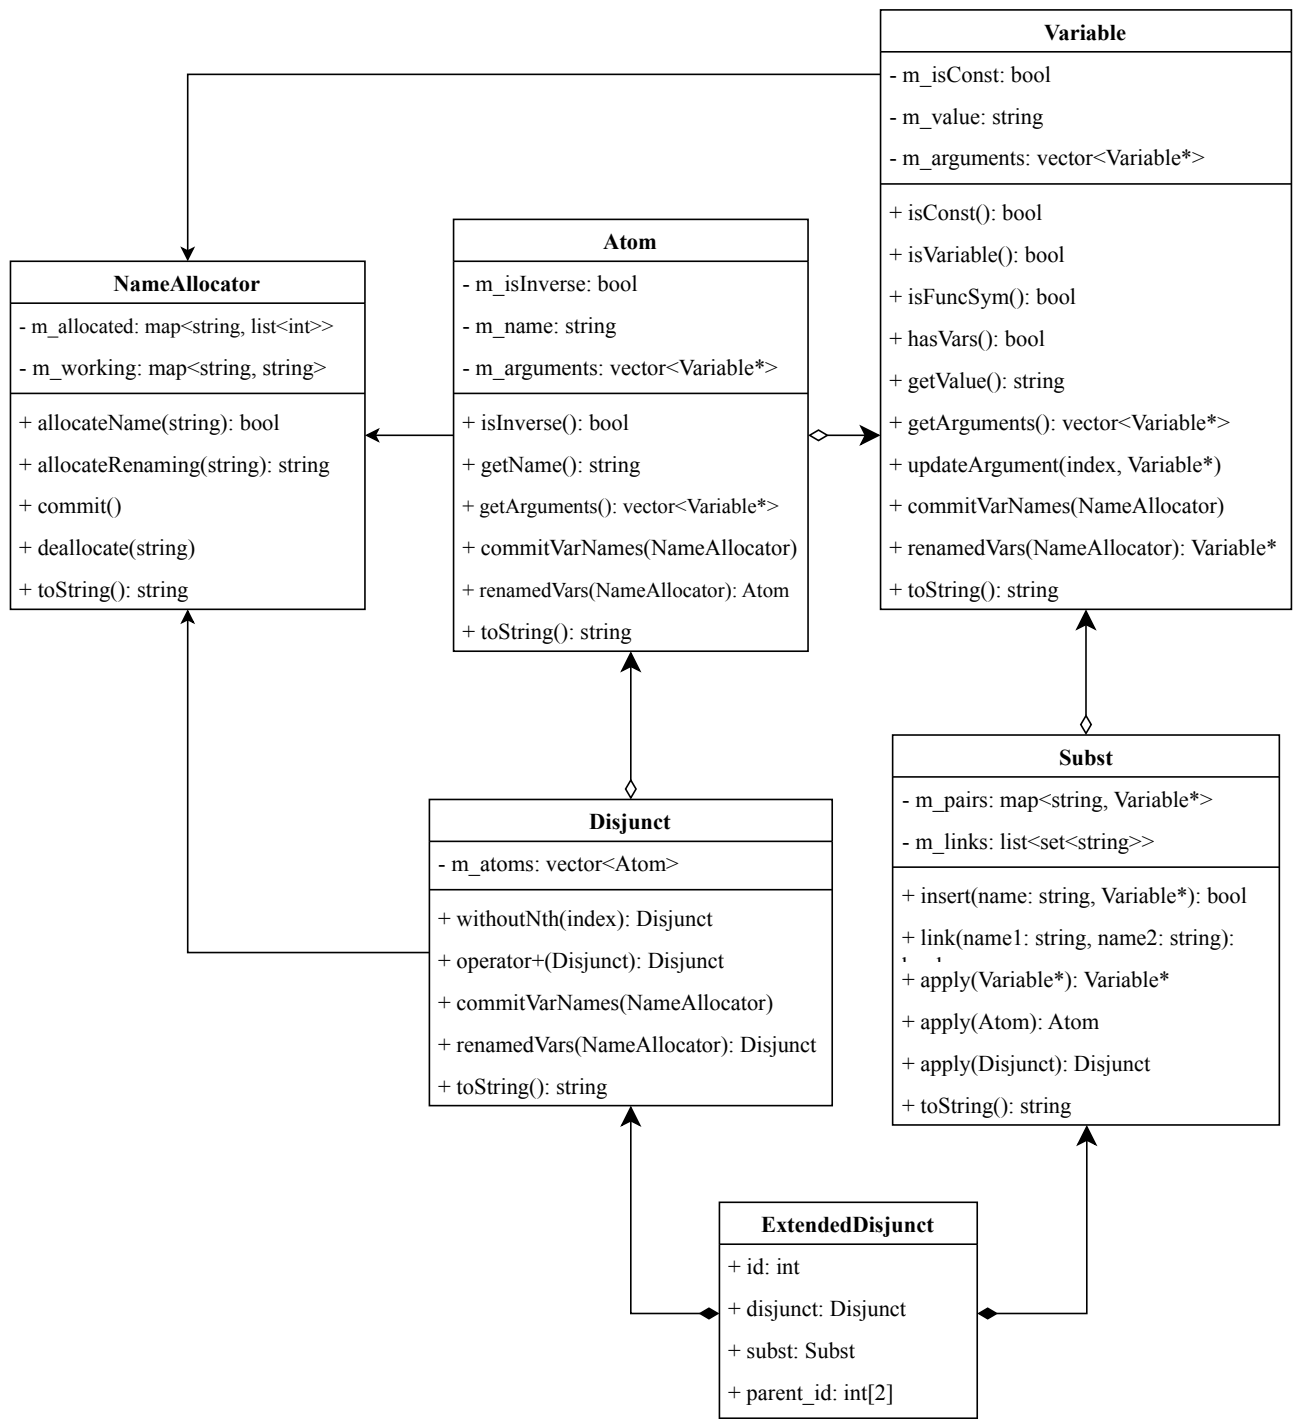 Variable
- m_isConst: bool
- m_value: string
- m_arguments: vector<Variable*>
+ isConst(): bool
+ isVariable(): bool
+ isFuncSym(): bool
+ hasVars(): bool
+ getValue(): string
+ getArguments(): vector<Variable*>
+ updateArgument(index, Variable*)
+ commitVarNames(NameAllocator)
+ renamedVars(NameAllocator): Variable*
+ toString(): string
Atom
- m_isInverse: bool
- m_name: string
- m_arguments: vector<Variable*>
+ isInverse(): bool
+ getName(): string
+ getArguments(): vector<Variable*>
+ commitVarNames(NameAllocator)
+ renamedVars(NameAllocator): Atom
+ toString(): string
NameAllocator
- m_allocated: map<string, list<int>>
- m_working: map<string, string>
+ allocateName(string): bool
+ allocateRenaming(string): string
+ commit()
+ deallocate(string)
+ toString(): string
Disjunct
- m_atoms: vector<Atom>
+ withoutNth(index): Disjunct
+ operator+(Disjunct): Disjunct
+ commitVarNames(NameAllocator)
+ renamedVars(NameAllocator): Disjunct
+ toString(): string
Subst
- m_pairs: map<string, Variable*>
- m_links: list<set<string>>
+ insert(name: string, Variable*): bool
+ link(name1: string, name2: string):
+ apply(Variable*): Variable*
+ apply(Atom): Atom
+ apply(Disjunct): Disjunct
+ toString(): string
ExtendedDisjunct
+ id: int
+ disjunct: Disjunct
+ subst: Subst
+ parent_id: int[2]